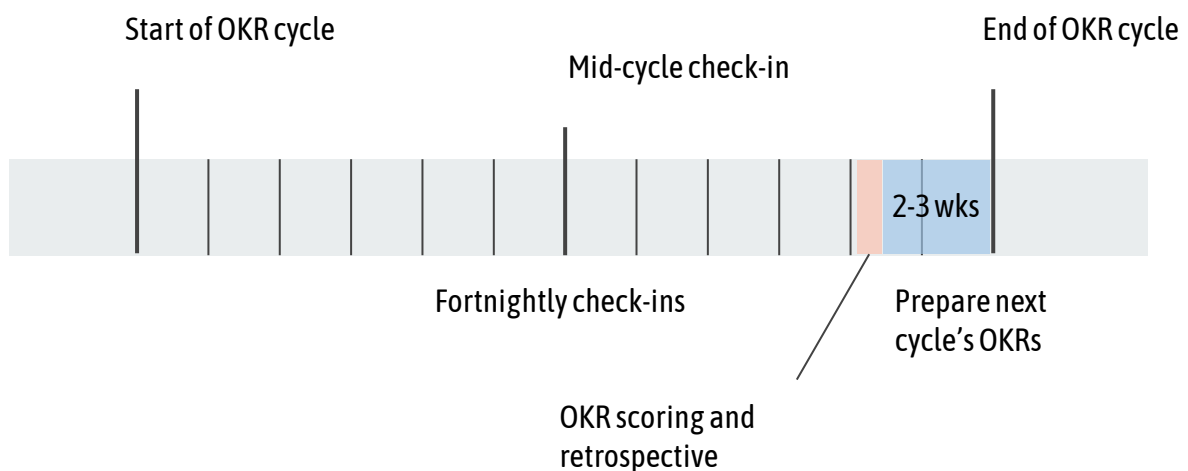 Start of OKR cycle
End of OKR cycle
Mid-cycle check-in
2-3 wks
Fortnightly check-ins
Prepare next
cycle’s OKRs
OKR scoring and
retrospective